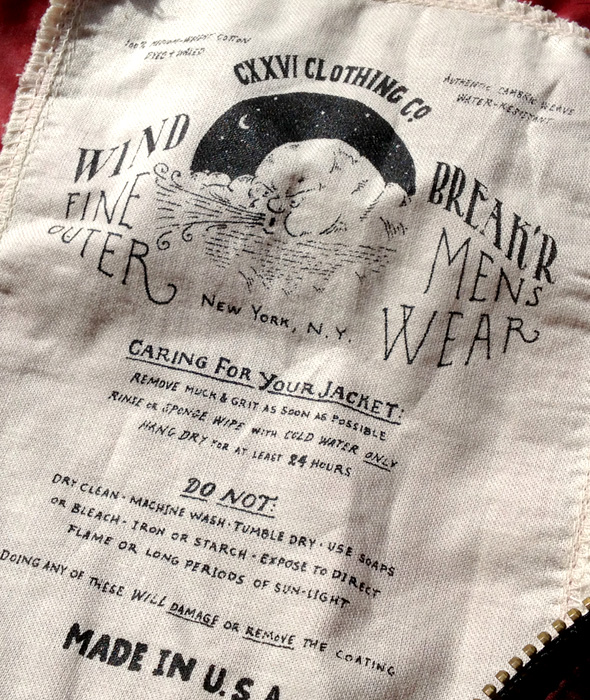 100% MEDIUM-WEIGHT COTTON
CXXVI CLOTHING CO
AUTHENTIC CAMBRIC WEAVE
WATER-RESISTANT
WIND BREAK'R
FINE MENS
OUTER WEAR
NEW YORK, N.Y.
CARING FOR YOUR JACKET:
REMOVE MUCK & GRIT AS SOON AS POSSIBLE
RINSE OR SPONGE WIPE WITH COLD WATER ONLY
HANG DRY FOR AT LEAST 24 HOURS
DO NOT:
DRY CLEAN · MACHINE WASH · TUMBLE DRY · USE SOAPS
OR BLEACH · IRON OR STARCH · EXPOSE TO DIRECT
FLAME OR LONG PERIODS OF SUN-LIGHT
DOING ANY OF THESE WILL DAMAGE OR REMOVE THE COATING
MADE IN U.S.A